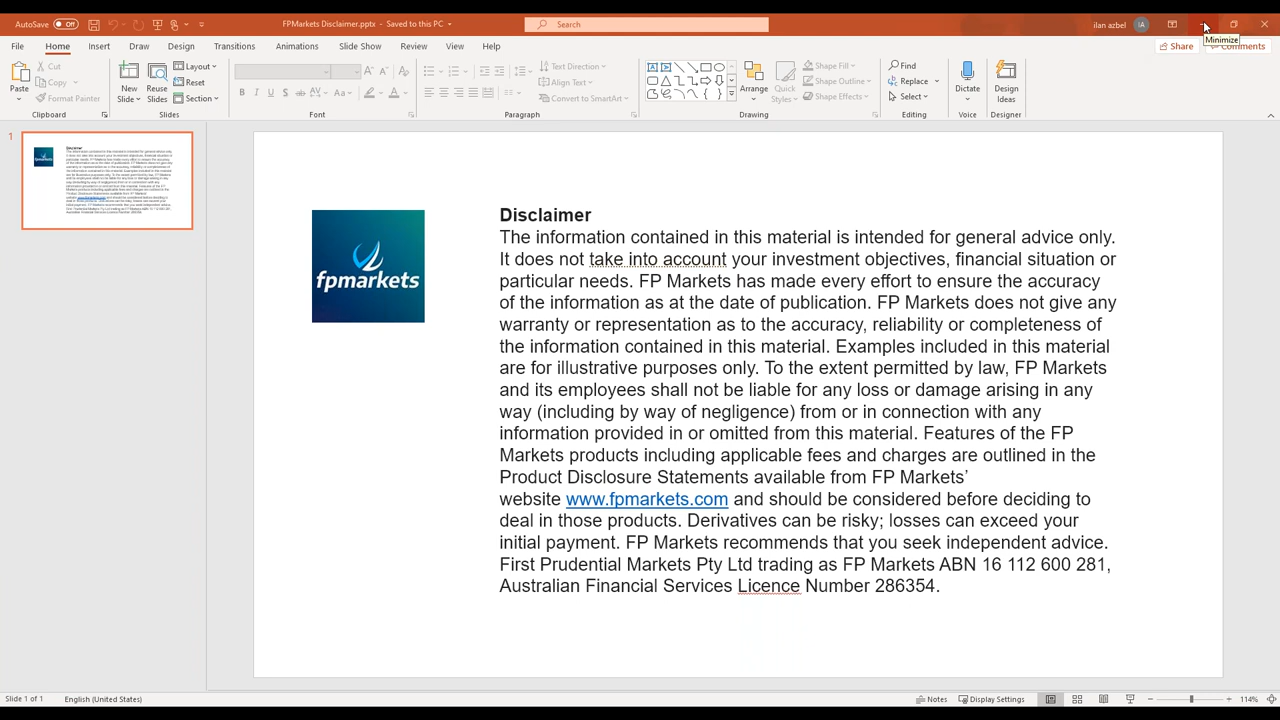 AutoSave Off FPMarkets Disclaimer.pptx - Saved to this PC Search ilan azbel IA
Minimize
File Home Insert Draw Design Transitions Animations Slide Show Review View Help Share Comments
Paste Cut Copy Format Painter
Clipboard
New Slides Reuse Slides Layout Reset Section
Slides
B I U S ab AV Aa A
Font
Text Direction Align Text Convert to SmartArt
Paragraph
Arrange Quick Styles Shape Fill Shape Outline Shape Effects
Drawing
Find Replace Select
Editing
Dictate
Voice
Design Ideas
Designer
1
fpmarkets
Disclaimer
The information contained in this material is intended for general advice only.
It does not take into account your investment objectives, financial situation or
particular needs. FP Markets has made every effort to ensure the accuracy
of the information as at the date of publication. FP Markets does not give any
warranty or representation as to the accuracy, reliability or completeness of
the information contained in this material. Examples included in this material
are for illustrative purposes only. To the extent permitted by law, FP Markets
and its employees shall not be liable for any loss or damage arising in any
way (including by way of negligence) from or in connection with any
information provided in or omitted from this material. Features of the FP
Markets products including applicable fees and charges are outlined in the
Product Disclosure Statements available from FP Markets’
website www.fpmarkets.com and should be considered before deciding to
deal in those products. Derivatives can be risky; losses can exceed your
initial payment. FP Markets recommends that you seek independent advice.
First Prudential Markets Pty Ltd trading as FP Markets ABN 16 112 600 281,
Australian Financial Services Licence Number 286354.
Slide 1 of 1 English (United States) Notes Display Settings 114%